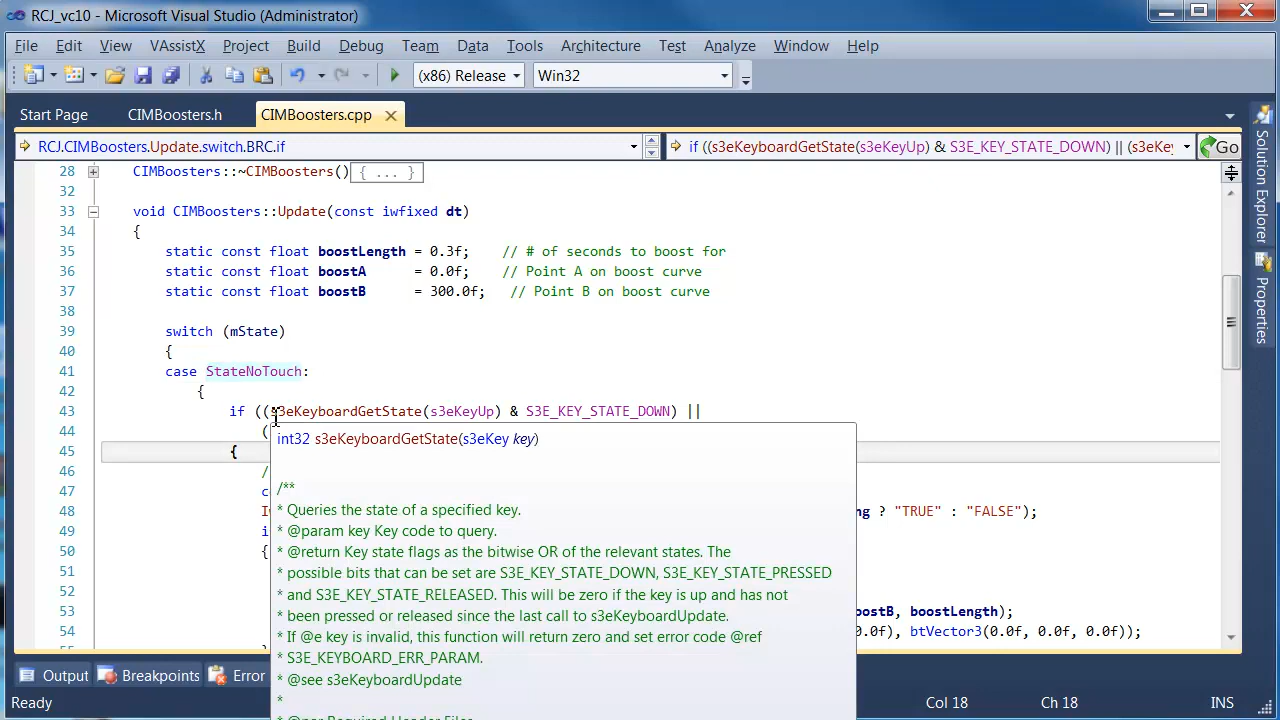 RCJ_vc10 - Microsoft Visual Studio (Administrator)
File Edit View VAssistX Project Build Debug Team Data Tools Architecture Test Analyze Window Help
(x86) Release Win32
Start Page CIMBoosters.h CIMBoosters.cpp
RCJ.CIMBoosters.Update.switch.BRC.if if ((s3eKeyboardGetState(s3eKeyUp) & S3E_KEY_STATE_DOWN) || (s3eKey Go
28 CIMBoosters::~CIMBoosters() { ... }
32
33 void CIMBoosters::Update(const iwfixed dt)
34 {
35 static const float boostLength = 0.3f; // # of seconds to boost for
36 static const float boostA = 0.0f; // Point A on boost curve
37 static const float boostB = 300.0f; // Point B on boost curve
38
39 switch (mState)
40 {
41 case StateNoTouch:
42 {
43 if ((s3eKeyboardGetState(s3eKeyUp) & S3E_KEY_STATE_DOWN) ||
44 (
int32 s3eKeyboardGetState(s3eKey key)
45 {
46 /
/**
47 c
* Queries the state of a specified key.
48 I ng ? "TRUE" : "FALSE");
* @param key Key code to query.
49 i
* @return Key state flags as the bitwise OR of the relevant states. The
50 {
* possible bits that can be set are S3E_KEY_STATE_DOWN, S3E_KEY_STATE_PRESSED
51
* and S3E_KEY_STATE_RELEASED. This will be zero if the key is up and has not
52
* been pressed or released since the last call to s3eKeyboardUpdate.
53 oostB, boostLength);
* If @e key is invalid, this function will return zero and set error code @ref
54 0.0f), btVector3(0.0f, 0.0f, 0.0f));
* S3E_KEYBOARD_ERR_PARAM.
* @see s3eKeyboardUpdate
*
* @par Required Header Files
Solution Explorer
Properties
Output Breakpoints Error
Ready Col 18 Ch 18 INS